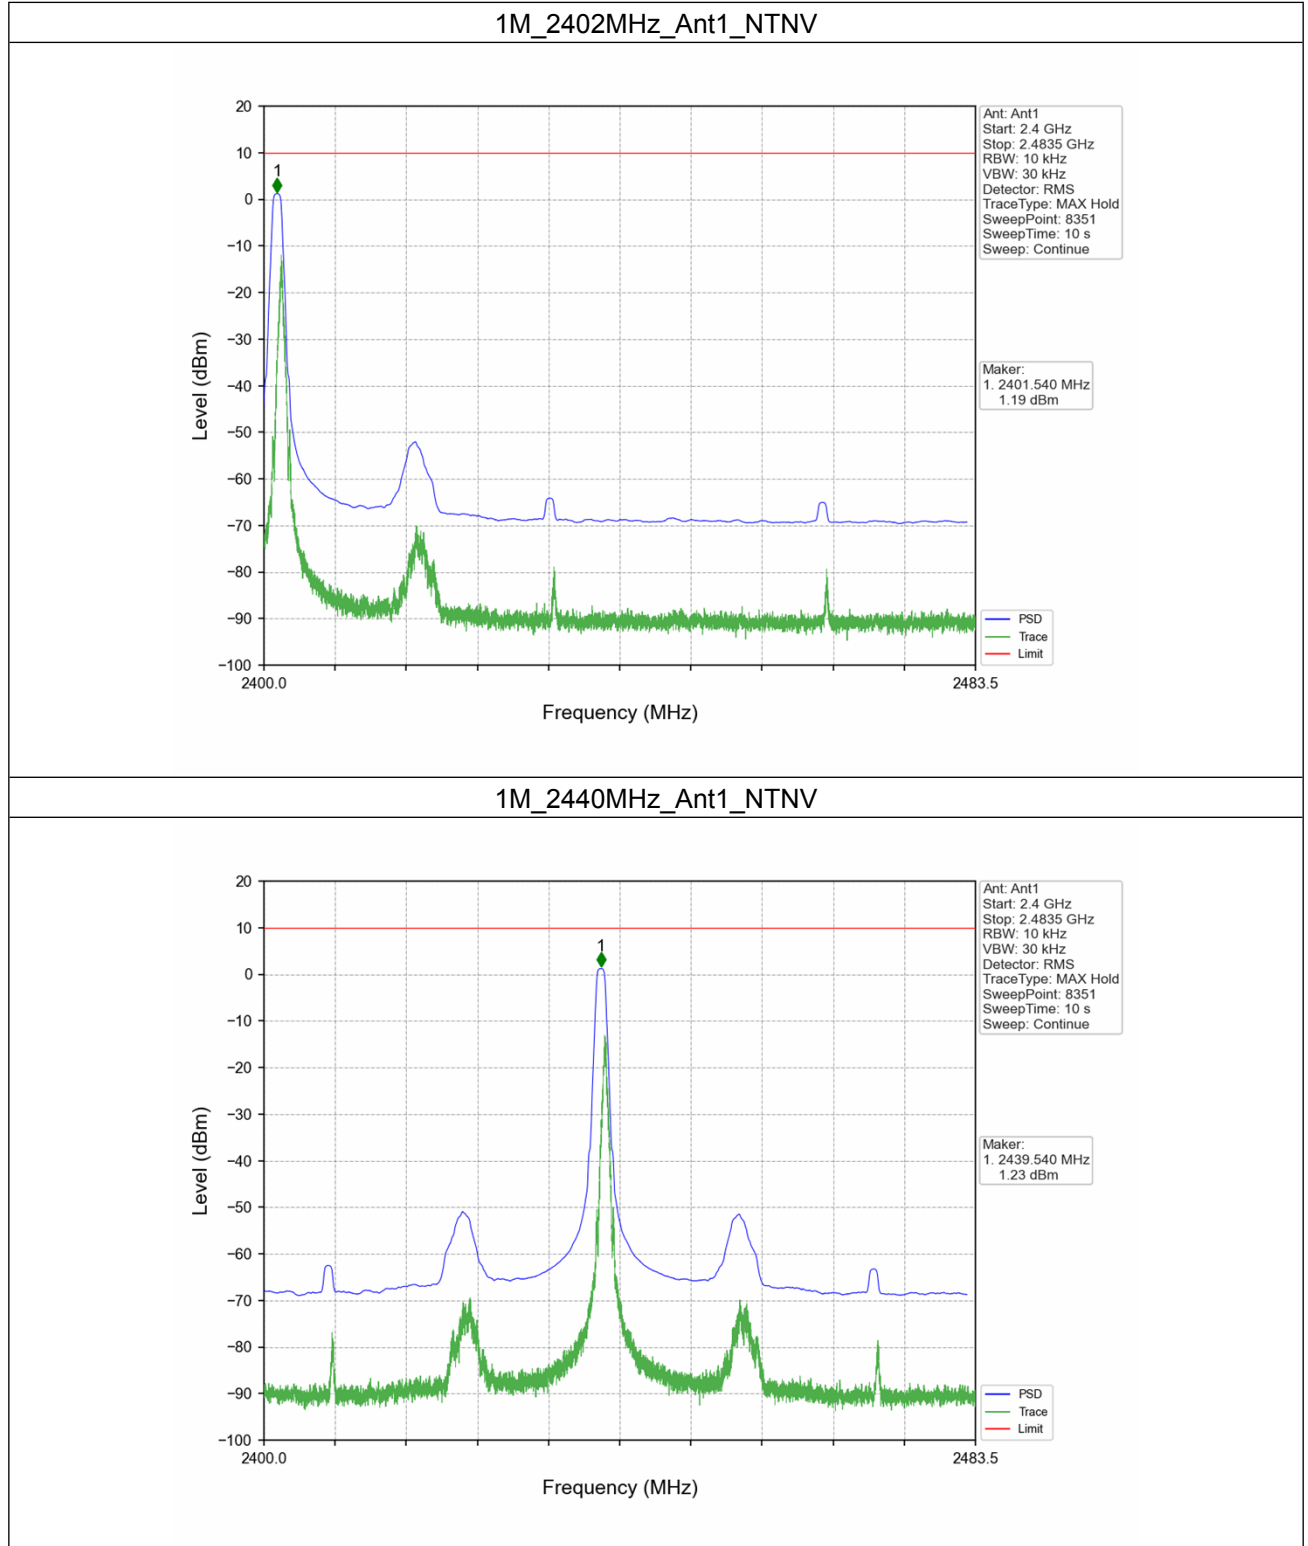 1M_2402MHz_Ant1_NTNV
20
10
0
−10
−20
−30
−40
−50
−60
−70
−80
−90
−100
Level (dBm)
1
2400.0
2483.5
Frequency (MHz)
Ant: Ant1
Start: 2.4 GHz
Stop: 2.4835 GHz
RBW: 10 kHz
VBW: 30 kHz
Detector: RMS
TraceType: MAX Hold
SweepPoint: 8351
SweepTime: 10 s
Sweep: Continue
Maker:
1. 2401.540 MHz
1.19 dBm
PSD
Trace
Limit
1M_2440MHz_Ant1_NTNV
20
10
0
−10
−20
−30
−40
−50
−60
−70
−80
−90
−100
Level (dBm)
1
2400.0
2483.5
Frequency (MHz)
Ant: Ant1
Start: 2.4 GHz
Stop: 2.4835 GHz
RBW: 10 kHz
VBW: 30 kHz
Detector: RMS
TraceType: MAX Hold
SweepPoint: 8351
SweepTime: 10 s
Sweep: Continue
Maker:
1. 2439.540 MHz
1.23 dBm
PSD
Trace
Limit